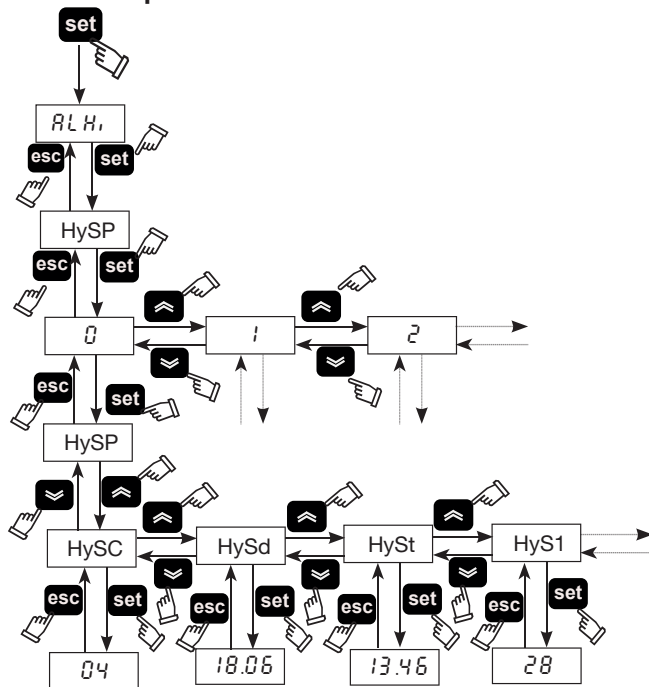 set
ALHi
esc set
HySP
esc set
0 1 2
esc set
HySP
HySC HySd HySt HyS1
esc set esc set esc set esc set
04 18.06 13.46 28